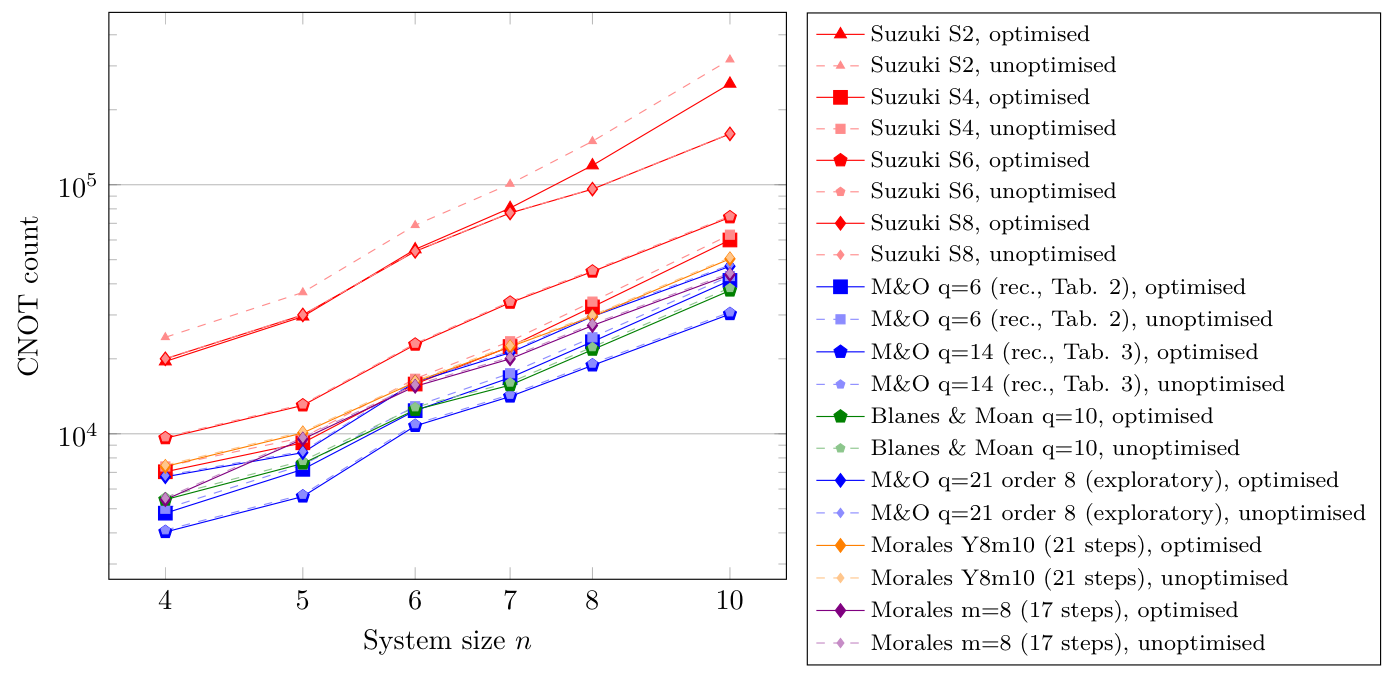 CNOT count
10^5
10^4
4 5 6 7 8 10
System size n
Suzuki S2, optimised
Suzuki S2, unoptimised
Suzuki S4, optimised
Suzuki S4, unoptimised
Suzuki S6, optimised
Suzuki S6, unoptimised
Suzuki S8, optimised
Suzuki S8, unoptimised
M&O q=6 (rec., Tab. 2), optimised
M&O q=6 (rec., Tab. 2), unoptimised
M&O q=14 (rec., Tab. 3), optimised
M&O q=14 (rec., Tab. 3), unoptimised
Blanes & Moan q=10, optimised
Blanes & Moan q=10, unoptimised
M&O q=21 order 8 (exploratory), optimised
M&O q=21 order 8 (exploratory), unoptimised
Morales Y8m10 (21 steps), optimised
Morales Y8m10 (21 steps), unoptimised
Morales m=8 (17 steps), optimised
Morales m=8 (17 steps), unoptimised